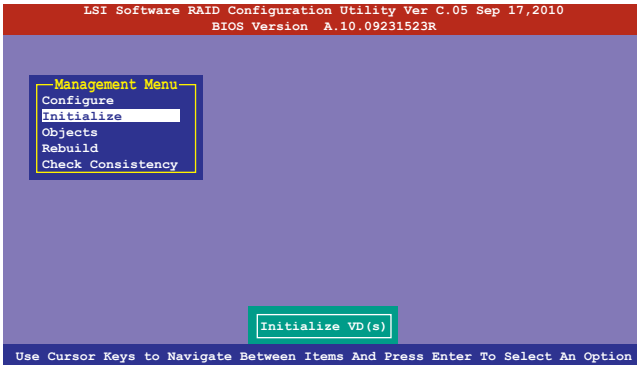 LSI Software RAID Configuration Utility Ver C.05 Sep 17,2010
BIOS Version A.10.09231523R
Management Menu
Configure
Initialize
Objects
Rebuild
Check Consistency
Initialize VD(s)
Use Cursor Keys to Navigate Between Items And Press Enter To Select An Option